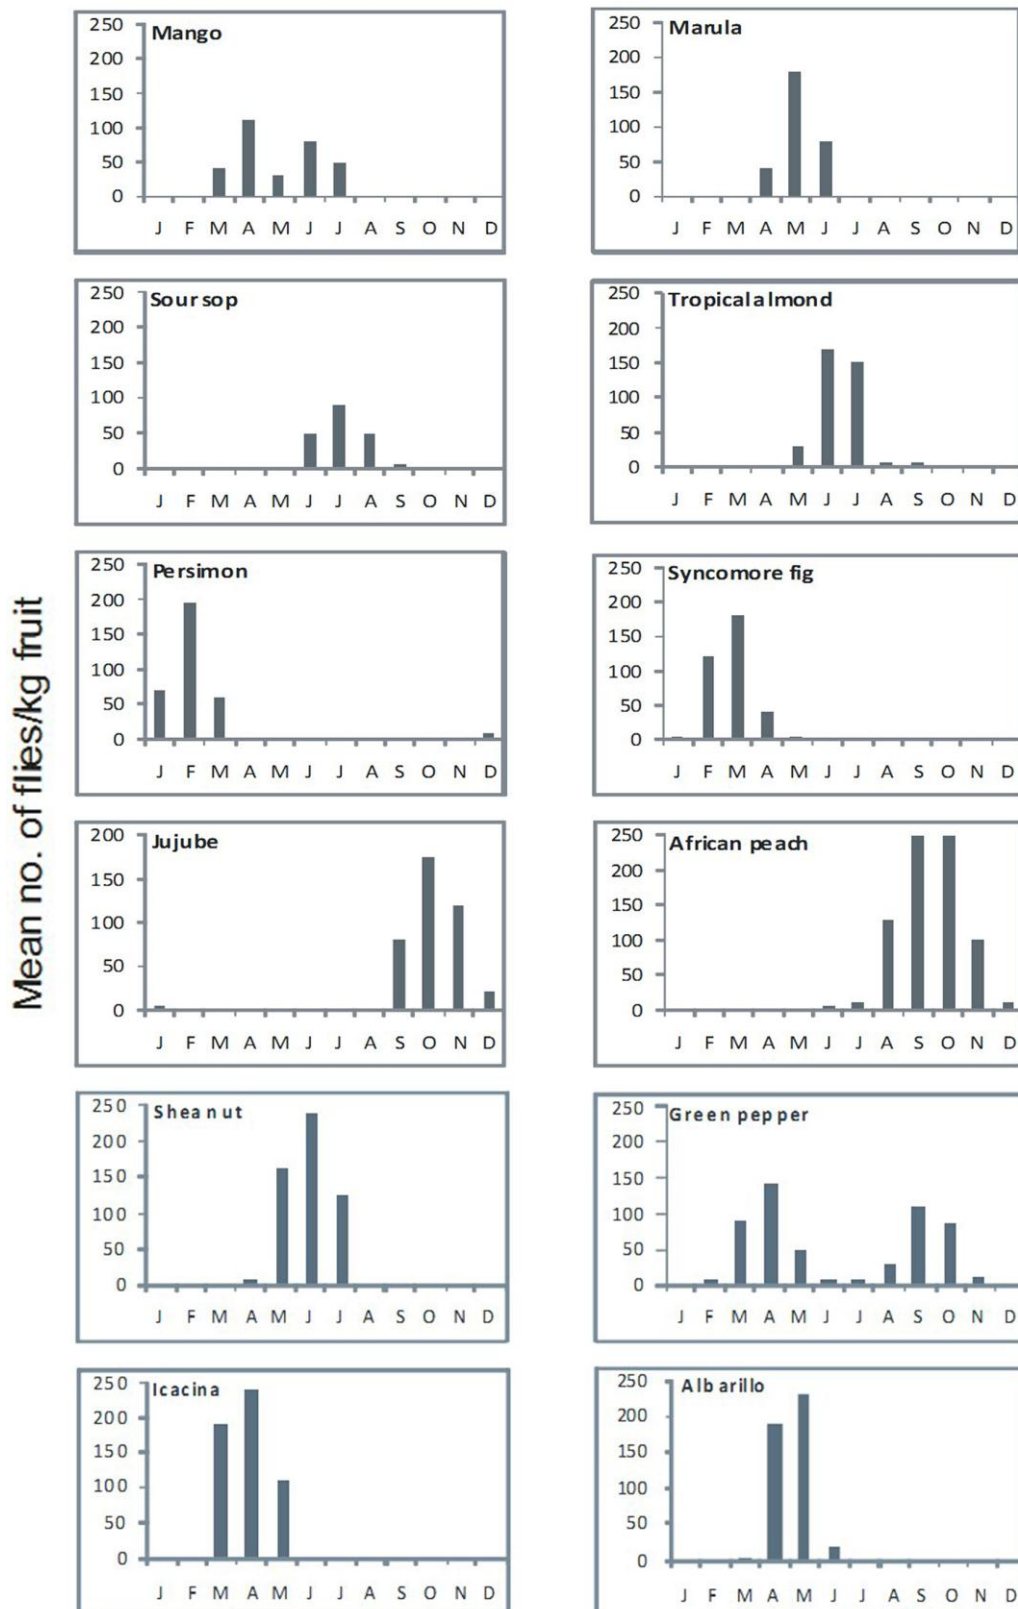 Mean no. of flies/kg fruit
Mango
250
200
150
100
50
0
J F M A M J J A S O N D
Marula
250
200
150
100
50
0
J F M A M J J A S O N D
Sour sop
250
200
150
100
50
0
J F M A M J J A S O N D
Tropical almond
250
200
150
100
50
0
J F M A M J J A S O N D
Persimon
250
200
150
100
50
0
J F M A M J J A S O N D
Syncomore fig
250
200
150
100
50
0
J F M A M J J A S O N D
Jujube
200
150
100
50
0
J F M A M J J A S O N D
African peach
250
200
150
100
50
0
J F M A M J J A S O N D
Shea nut
250
200
150
100
50
0
J F M A M J J A S O N D
Green pepper
250
200
150
100
50
0
J F M A M J J A S O N D
Icacina
250
200
150
100
50
0
J F M A M J J A S O N D
Albarillo
250
200
150
100
50
0
J F M A M J J A S O N D